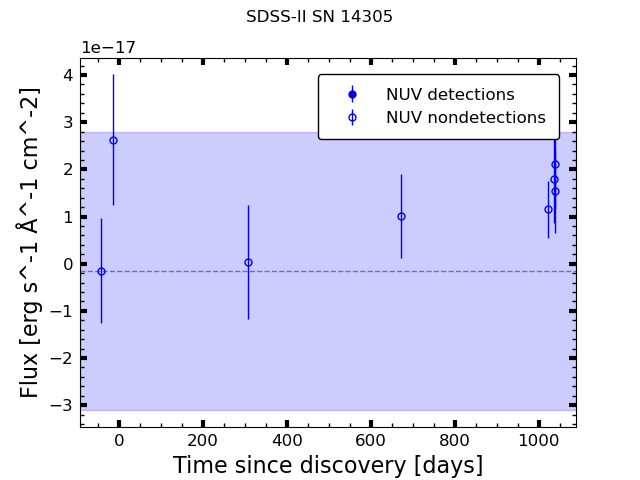 SDSS-II SN 14305
1e−17
4
3
2
1
0
−1
−2
−3
Flux [erg s^-1 Å^-1 cm^-2]
NUV detections
NUV nondetections
0 200 400 600 800 1000
Time since discovery [days]